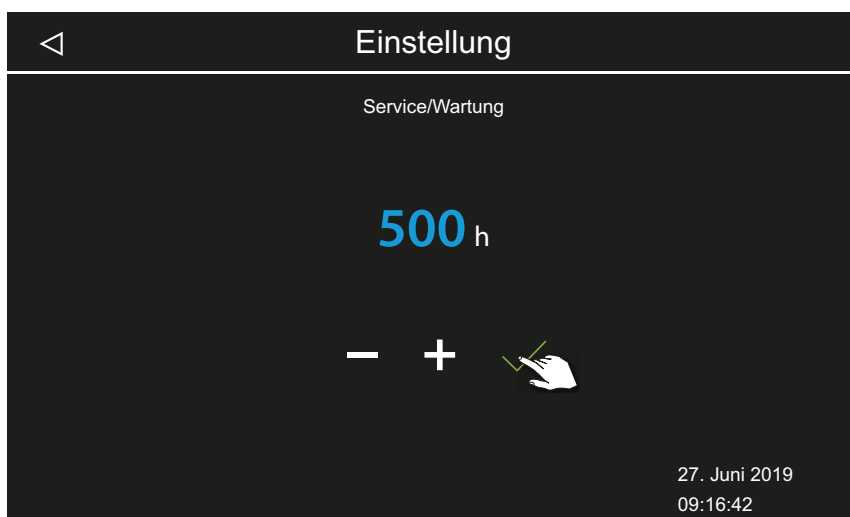 Einstellung
Service/Wartung
500 h
27. Juni 2019
09:16:42